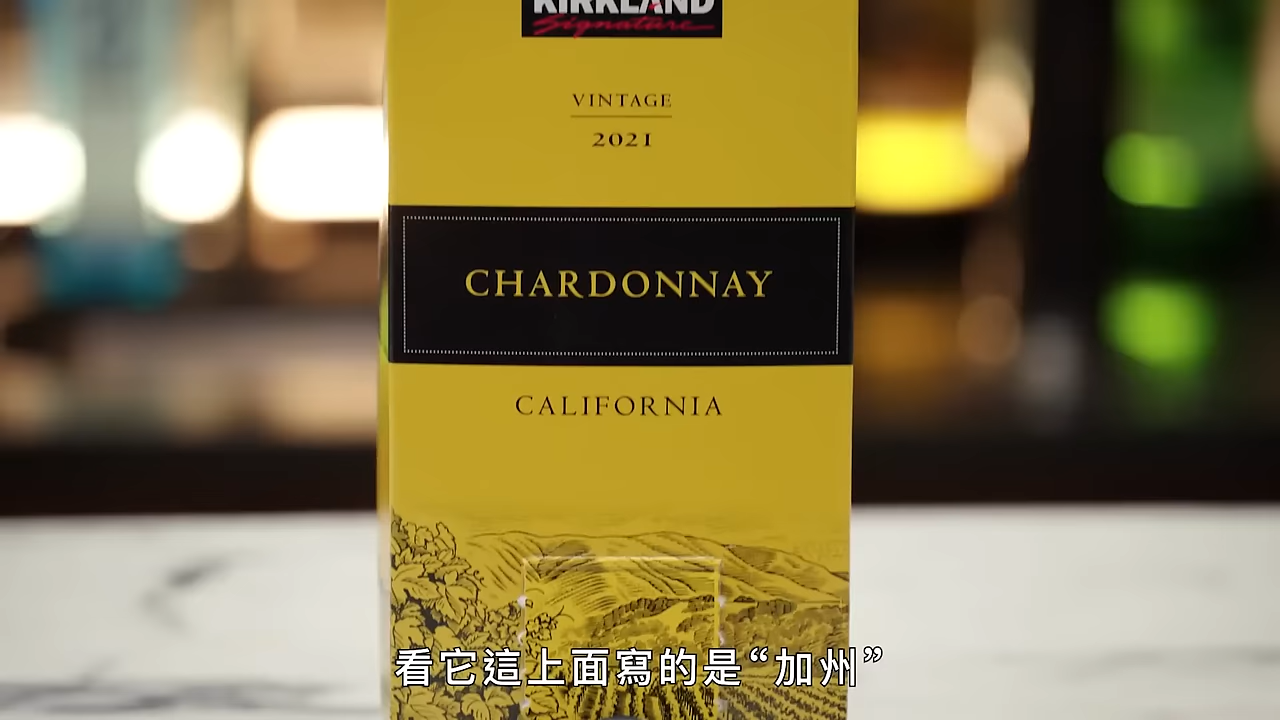 KIRKLAND
Signature
VINTAGE
2021
CHARDONNAY
CALIFORNIA
看它這上面寫的是“加州”